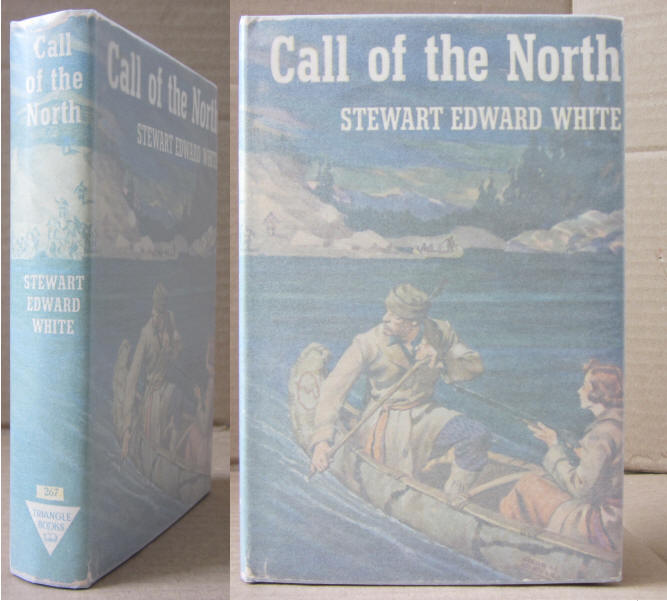 Call
of the
North
STEWART
EDWARD
WHITE
267
TRIANGLE
BOOKS
Call of the North
STEWART EDWARD WHITE
Call of the North
STEWART EDWARD WHITE